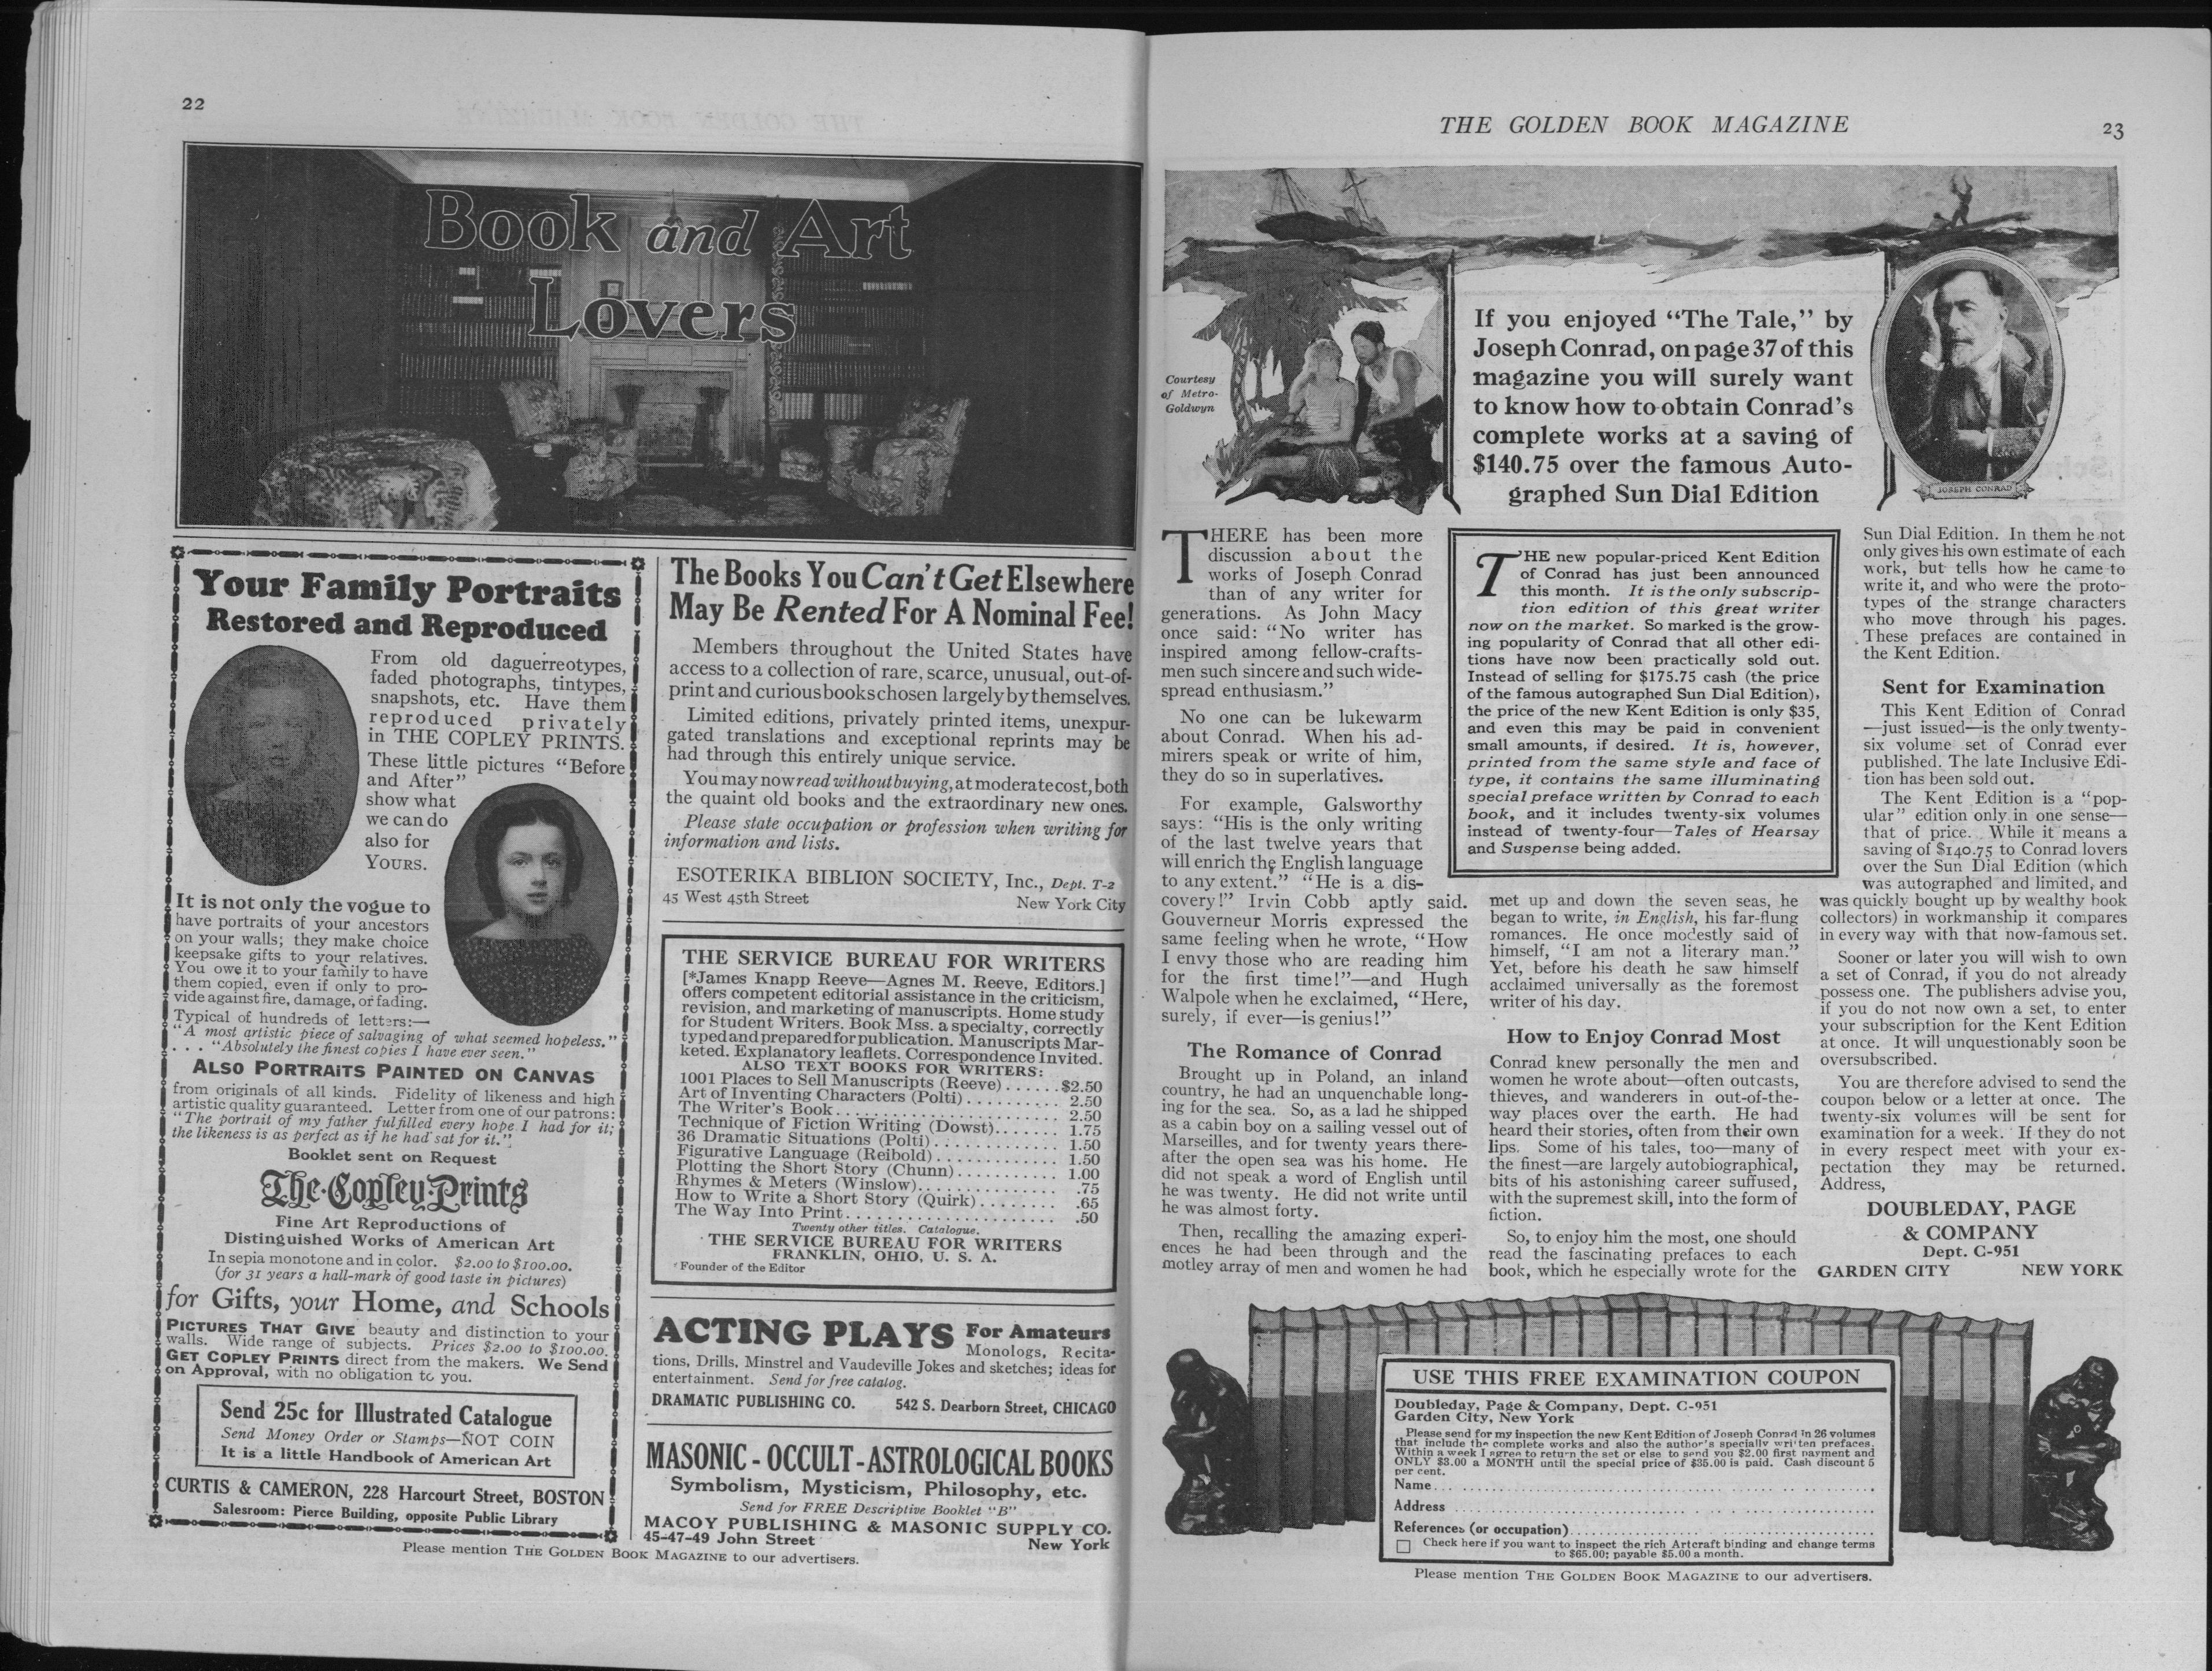 22
Book and Art
Lovers
Your Family Portraits
Restored and Reproduced
From old daguerreotypes,
faded photographs, tintypes,
snapshots, etc. Have them
reproduced privately
in THE COPLEY PRINTS.
These little pictures “Before
and After”
show what
we can do
also for
YOURS.
It is not only the vogue to
have portraits of your ancestors
on your walls; they make choice
keepsake gifts to your relatives.
You owe it to your family to have
them copied, even if only to pro-
vide against fire, damage, or fading.
Typical of hundreds of letters:—
“A most artistic piece of salvaging of what seemed hopeless.”
. . . “Absolutely the finest copies I have ever seen.”
ALSO PORTRAITS PAINTED ON CANVAS
from originals of all kinds. Fidelity of likeness and high
artistic quality guaranteed. Letter from one of our patrons:
“The portrait of my father fulfilled every hope I had for it;
the likeness is as perfect as if he had sat for it.”
Booklet sent on Request
The Copley Prints
Fine Art Reproductions of
Distinguished Works of American Art
In sepia monotone and in color. $2.00 to $100.00.
(for 31 years a hall-mark of good taste in pictures)
for Gifts, your Home, and Schools
PICTURES THAT GIVE beauty and distinction to your
walls. Wide range of subjects. Prices $2.00 to $100.00.
GET COPLEY PRINTS direct from the makers. We Send
on Approval, with no obligation to you.
Send 25c for Illustrated Catalogue
Send Money Order or Stamps—NOT COIN
It is a little Handbook of American Art
CURTIS & CAMERON, 228 Harcourt Street, BOSTON
Salesroom: Pierce Building, opposite Public Library
The Books You Can't Get Elsewhere
May Be Rented For A Nominal Fee!
Members throughout the United States have
access to a collection of rare, scarce, unusual, out-of-
print and curious books chosen largely by themselves.
Limited editions, privately printed items, unexpur-
gated translations and exceptional reprints may be
had through this entirely unique service.
You may now read without buying, at moderate cost, both
the quaint old books and the extraordinary new ones.
Please state occupation or profession when writing for
information and lists.
ESOTERIKA BIBLION SOCIETY, Inc., Dept. T-2
45 West 45th Street New York City
THE SERVICE BUREAU FOR WRITERS
[*James Knapp Reeve—Agnes M. Reeve, Editors.]
offers competent editorial assistance in the criticism,
revision, and marketing of manuscripts. Home study
for Student Writers. Book Mss. a specialty, correctly
typed and prepared for publication. Manuscripts Mar-
keted. Explanatory leaflets. Correspondence Invited.
ALSO TEXT BOOKS FOR WRITERS:
1001 Places to Sell Manuscripts (Reeve)......$2.50
Art of Inventing Characters (Polti).......... 2.50
The Writer's Book........................ 2.50
Technique of Fiction Writing (Dowst)....... 1.75
36 Dramatic Situations (Polti)............. 1.50
Figurative Language (Reibold)............. 1.50
Plotting the Short Story (Chunn).......... 1.00
Rhymes & Meters (Winslow)............... .75
How to Write a Short Story (Quirk)........ .65
The Way Into Print....................... .50
Twenty other titles. Catalogue.
THE SERVICE BUREAU FOR WRITERS
FRANKLIN, OHIO, U. S. A.
*Founder of the Editor
ACTING PLAYS For Amateurs
Monologs, Recita-
tions, Drills, Minstrel and Vaudeville Jokes and sketches; ideas for
entertainment. Send for free catalog.
DRAMATIC PUBLISHING CO. 542 S. Dearborn Street, CHICAGO
MASONIC - OCCULT - ASTROLOGICAL BOOKS
Symbolism, Mysticism, Philosophy, etc.
Send for FREE Descriptive Booklet “B”
MACOY PUBLISHING & MASONIC SUPPLY CO.
45-47-49 John Street New York
Please mention THE GOLDEN BOOK MAGAZINE to our advertisers.
THE GOLDEN BOOK MAGAZINE 23
Courtesy
of Metro-
Goldwyn
If you enjoyed “The Tale,” by
Joseph Conrad, on page 37 of this
magazine you will surely want
to know how to obtain Conrad's
complete works at a saving of
$140.75 over the famous Auto-
graphed Sun Dial Edition
JOSEPH CONRAD
THERE has been more
discussion about the
works of Joseph Conrad
than of any writer for
generations. As John Macy
once said: “No writer has
inspired among fellow-crafts-
men such sincere and such wide-
spread enthusiasm.”
No one can be lukewarm
about Conrad. When his ad-
mirers speak or write of him,
they do so in superlatives.
For example, Galsworthy
says: “His is the only writing
of the last twelve years that
will enrich the English language
to any extent.” “He is a dis-
covery!” Irvin Cobb aptly said.
Gouverneur Morris expressed the
same feeling when he wrote, “How
I envy those who are reading him
for the first time!”—and Hugh
Walpole when he exclaimed, “Here,
surely, if ever—is genius!”
The Romance of Conrad
Brought up in Poland, an inland
country, he had an unquenchable long-
ing for the sea. So, as a lad he shipped
as a cabin boy on a sailing vessel out of
Marseilles, and for twenty years there-
after the open sea was his home. He
did not speak a word of English until
he was twenty. He did not write until
he was almost forty.
Then, recalling the amazing experi-
ences he had been through and the
motley array of men and women he had
THE new popular-priced Kent Edition
of Conrad has just been announced
this month. It is the only subscrip-
tion edition of this great writer
now on the market. So marked is the grow-
ing popularity of Conrad that all other edi-
tions have now been practically sold out.
Instead of selling for $175.75 cash (the price
of the famous autographed Sun Dial Edition),
the price of the new Kent Edition is only $35,
and even this may be paid in convenient
small amounts, if desired. It is, however,
printed from the same style and face of
type, it contains the same illuminating
special preface written by Conrad to each
book, and it includes twenty-six volumes
instead of twenty-four—Tales of Hearsay
and Suspense being added.
met up and down the seven seas, he
began to write, in English, his far-flung
romances. He once modestly said of
himself, “I am not a literary man.”
Yet, before his death he saw himself
acclaimed universally as the foremost
writer of his day.
How to Enjoy Conrad Most
Conrad knew personally the men and
women he wrote about—often outcasts,
thieves, and wanderers in out-of-the-
way places over the earth. He had
heard their stories, often from their own
lips. Some of his tales, too—many of
the finest—are largely autobiographical,
bits of his astonishing career suffused,
with the supremest skill, into the form of
fiction.
So, to enjoy him the most, one should
read the fascinating prefaces to each
book, which he especially wrote for the
Sun Dial Edition. In them he not
only gives his own estimate of each
work, but tells how he came to
write it, and who were the proto-
types of the strange characters
who move through his pages.
These prefaces are contained in
the Kent Edition.
Sent for Examination
This Kent Edition of Conrad
—just issued—is the only twenty-
six volume set of Conrad ever
published. The late Inclusive Edi-
tion has been sold out.
The Kent Edition is a “pop-
ular” edition only in one sense—
that of price. While it means a
saving of $140.75 to Conrad lovers
over the Sun Dial Edition (which
was autographed and limited, and
was quickly bought up by wealthy book
collectors) in workmanship it compares
in every way with that now-famous set.
Sooner or later you will wish to own
a set of Conrad, if you do not already
possess one. The publishers advise you,
if you do not now own a set, to enter
your subscription for the Kent Edition
at once. It will unquestionably soon be
oversubscribed.
You are therefore advised to send the
coupon below or a letter at once. The
twenty-six volumes will be sent for
examination for a week. If they do not
in every respect meet with your ex-
pectation they may be returned.
Address,
DOUBLEDAY, PAGE
& COMPANY
Dept. C-951
GARDEN CITY NEW YORK
USE THIS FREE EXAMINATION COUPON
Doubleday, Page & Company, Dept. C-951
Garden City, New York
Please send for my inspection the new Kent Edition of Joseph Conrad in 26 volumes
that include the complete works and also the author's specially written prefaces.
Within a week I agree to return the set or else to send you $2.00 first payment and
ONLY $3.00 a MONTH until the special price of $35.00 is paid. Cash discount 5
per cent.
Name
Address
References (or occupation)
Check here if you want to inspect the rich Artcraft binding and change terms
to $65.00; payable $5.00 a month.
Please mention THE GOLDEN BOOK MAGAZINE to our advertisers.